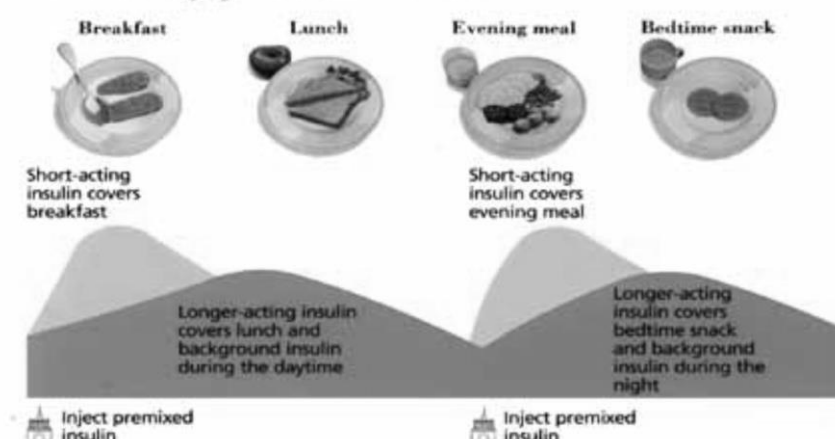 Breakfast
Lunch
Evening meal
Bedtime snack
Short-acting
insulin covers
breakfast
Short-acting
insulin covers
evening meal
Longer-acting insulin
covers lunch and
background insulin
during the daytime
Longer-acting
insulin covers
bedtime snack
and background
insulin during the
night
Inject premixed
insulin
Inject premixed
insulin